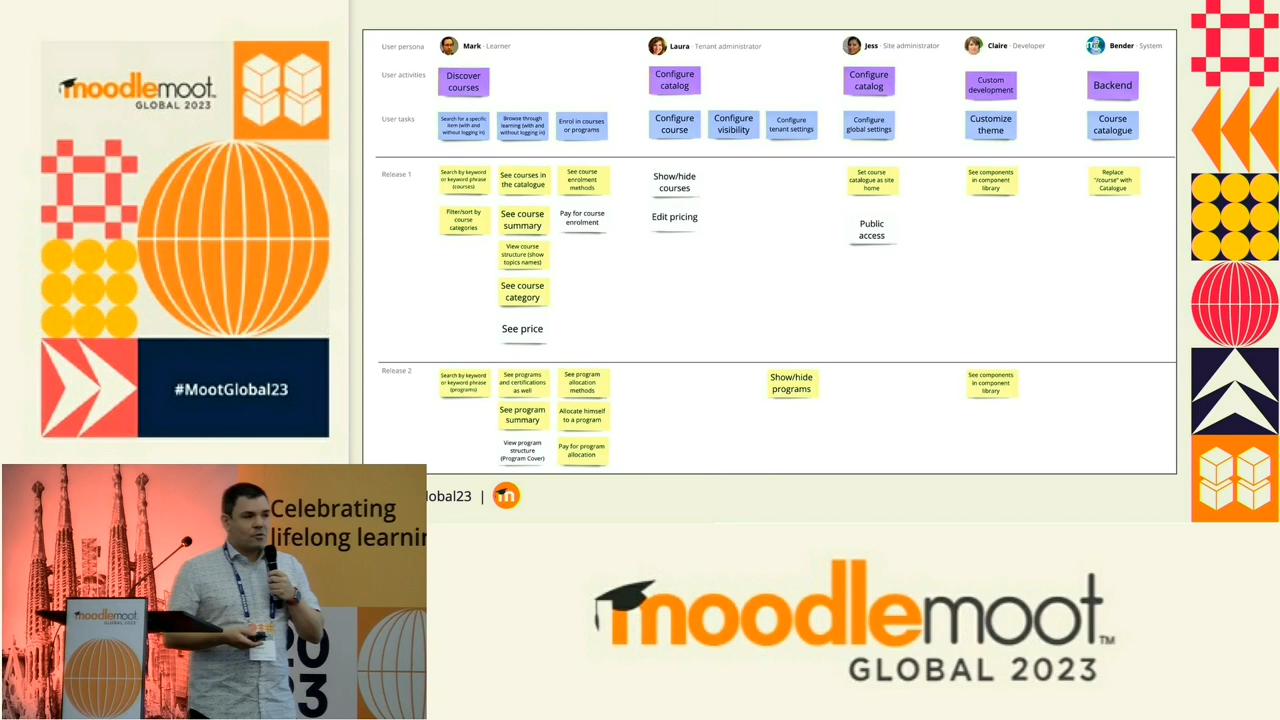 moodlemoot
GLOBAL 2023
#MootGlobal23
User persona
Mark · Learner
Laura · Tenant administrator
Jess · Site administrator
Claire · Developer
Bender · System
User activities
Discover
courses
Configure
catalog
Configure
catalog
Custom
development
Backend
User tasks
Search for a specific
item (with and
without logging in)
Browse through
learning (with and
without logging in)
Enrol in courses
or programs
Configure
course
Configure
visibility
Configure
tenant settings
Configure
global settings
Customize
theme
Course
catalogue
Release 1
Search by keyword
or keyword phrase
(courses)
See courses in
the catalogue
See course
enrolment
methods
Show/hide
courses
Set course
catalogue as site
home
See components
in component
library
Replace
"/course" with
Catalogue
Filter/sort by
course
categories
See course
summary
Pay for course
enrolment
Edit pricing
Public
access
View course
structure (show
topics names)
See course
category
See price
Release 2
Search by keyword
or keyword phrase
(programs)
See programs
and certifications
as well
See program
allocation
methods
Show/hide
programs
See components
in component
library
See program
summary
Allocate himself
to a program
View program
structure
(Program Cover)
Pay for program
allocation
lobal23 | m
Celebrating
lifelong learnin
moodlemoot
GLOBAL 2023
20
23
moodlemoot™
GLOBAL 2023